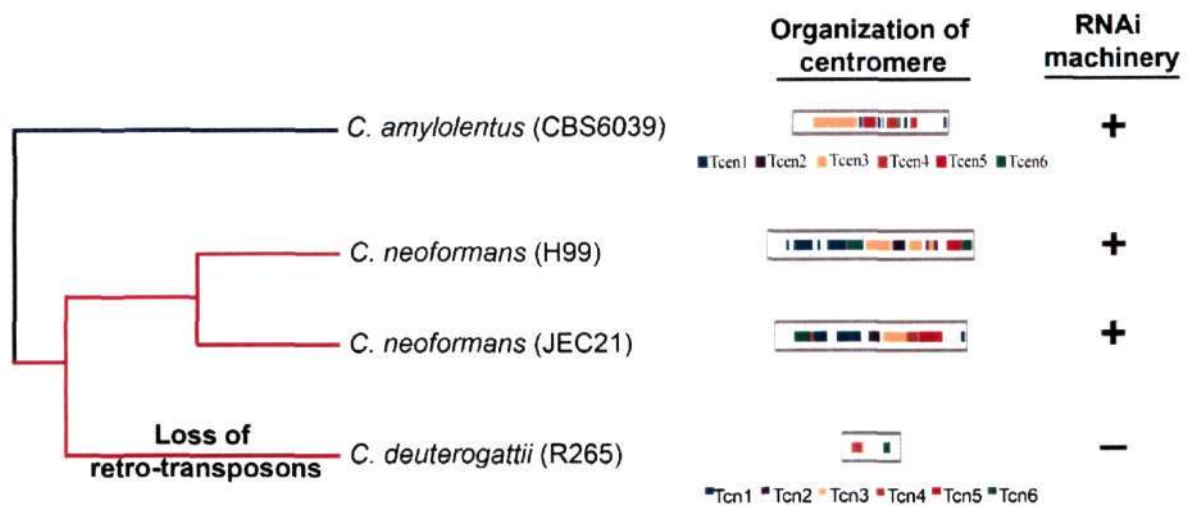 Organization of
centromere
RNAi
machinery
C. amylolentus (CBS6039)
+
Tcen1 Tcen2 Tcen3 Tcen4 Tcen5 Tcen6
C. neoformans (H99)
+
C. neoformans (JEC21)
+
Loss of
retro-transposons
C. deuterogattii (R265)
−
Tcn1 Tcn2 Tcn3 Tcn4 Tcn5 Tcn6